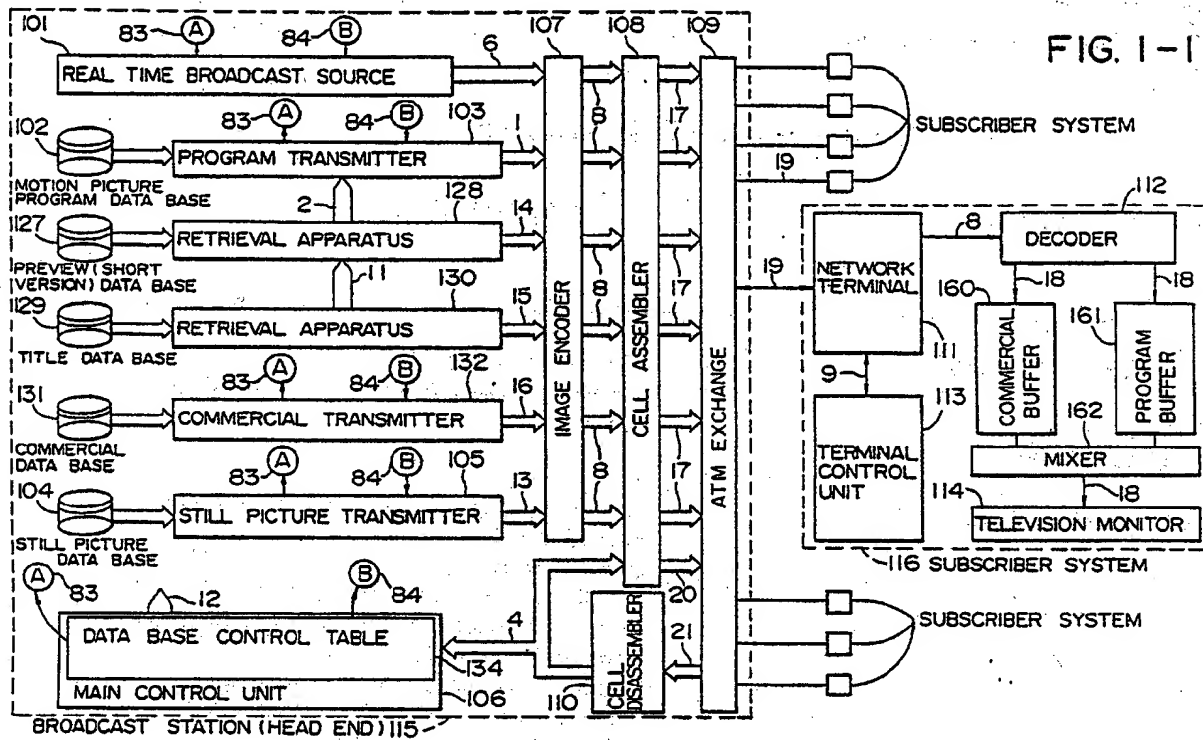 FIG. 1-1
101
83
A
84
B
6
107
108
109
REAL TIME BROADCAST SOURCE
8
17
102
83
A
84
B
103
1
PROGRAM TRANSMITTER
8
17
19
SUBSCRIBER SYSTEM
MOTION PICTURE
PROGRAM DATA BASE
2
128
127
RETRIEVAL APPARATUS
14
8
17
PREVIEW (SHORT
VERSION) DATA BASE
11
130
129
RETRIEVAL APPARATUS
15
8
17
TITLE DATA BASE
83
A
84
B
132
131
COMMERCIAL TRANSMITTER
16
8
17
COMMERCIAL
DATA BASE
83
A
84
B
105
104
STILL PICTURE TRANSMITTER
13
8
17
STILL PICTURE
DATA BASE
IMAGE ENCODER
CELL ASSEMBLER
ATM EXCHANGE
19
112
NETWORK
TERMINAL
8
DECODER
18
18
160
161
111
COMMERCIAL
BUFFER
PROGRAM
BUFFER
9
113
162
TERMINAL
CONTROL
UNIT
MIXER
114
18
TELEVISION MONITOR
116 SUBSCRIBER SYSTEM
A
83
12
B
84
4
20
DATA BASE CONTROL TABLE
134
CELL
DISASSEMBLER
21
110
MAIN CONTROL UNIT
106
SUBSCRIBER SYSTEM
BROADCAST STATION (HEAD END) 115